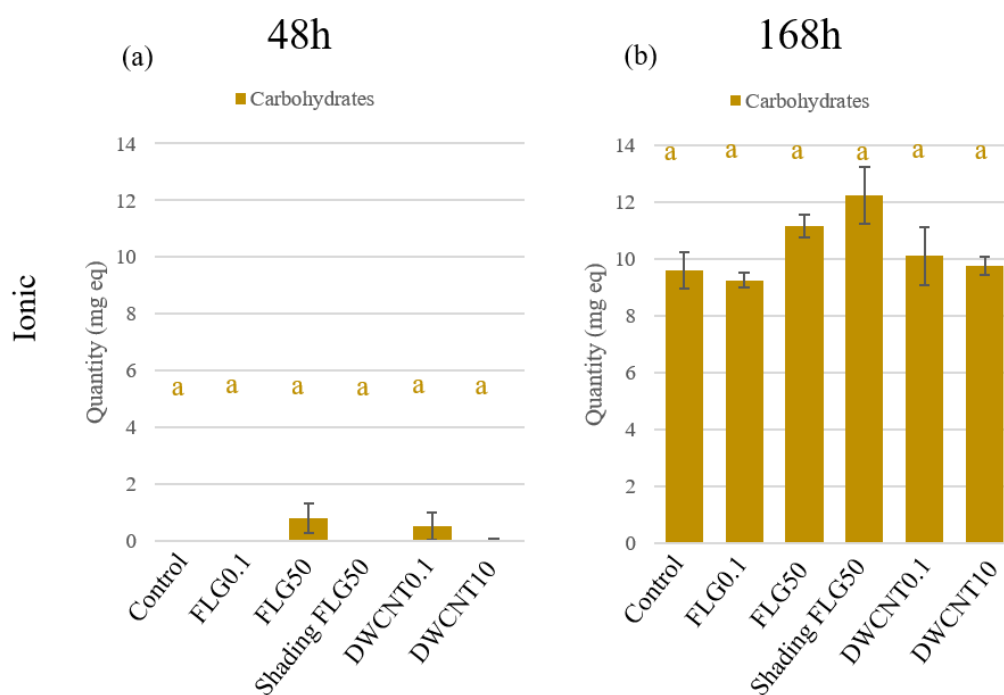 48h
168h
(a)
(b)
Carbohydrates
Carbohydrates
Ionic
Quantity (mg eq)
14
12
10
8
6
4
2
0
a a a a a a
Control
FLG0.1
FLG50
Shading FLG50
DWCNT0.1
DWCNT10
Quantity (mg eq)
14
12
10
8
6
4
2
0
a a a a a a
Control
FLG0.1
FLG50
Shading FLG50
DWCNT0.1
DWCNT10